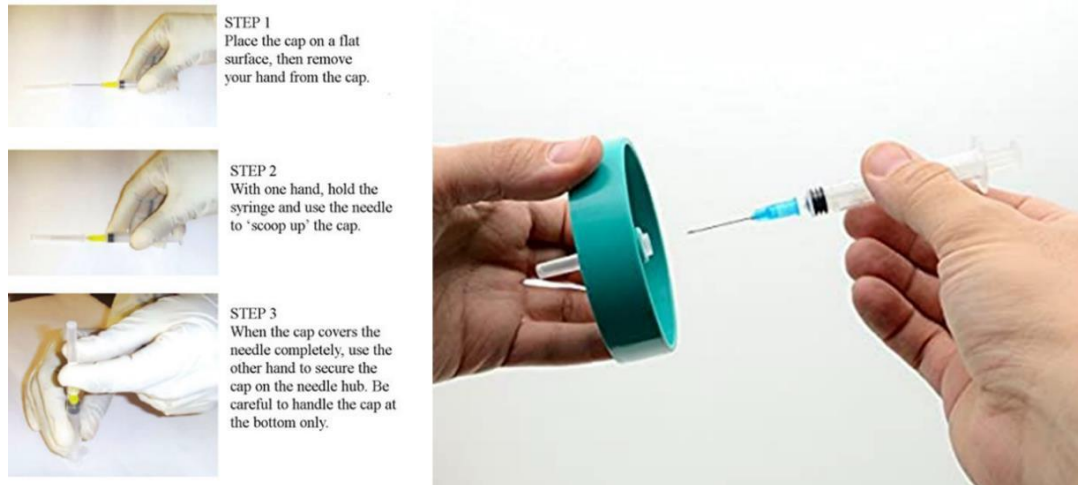 STEP 1
Place the cap on a flat
surface, then remove
your hand from the cap.
STEP 2
With one hand, hold the
syringe and use the needle
to ‘scoop up’ the cap.
STEP 3
When the cap covers the
needle completely, use the
other hand to secure the
cap on the needle hub. Be
careful to handle the cap at
the bottom only.